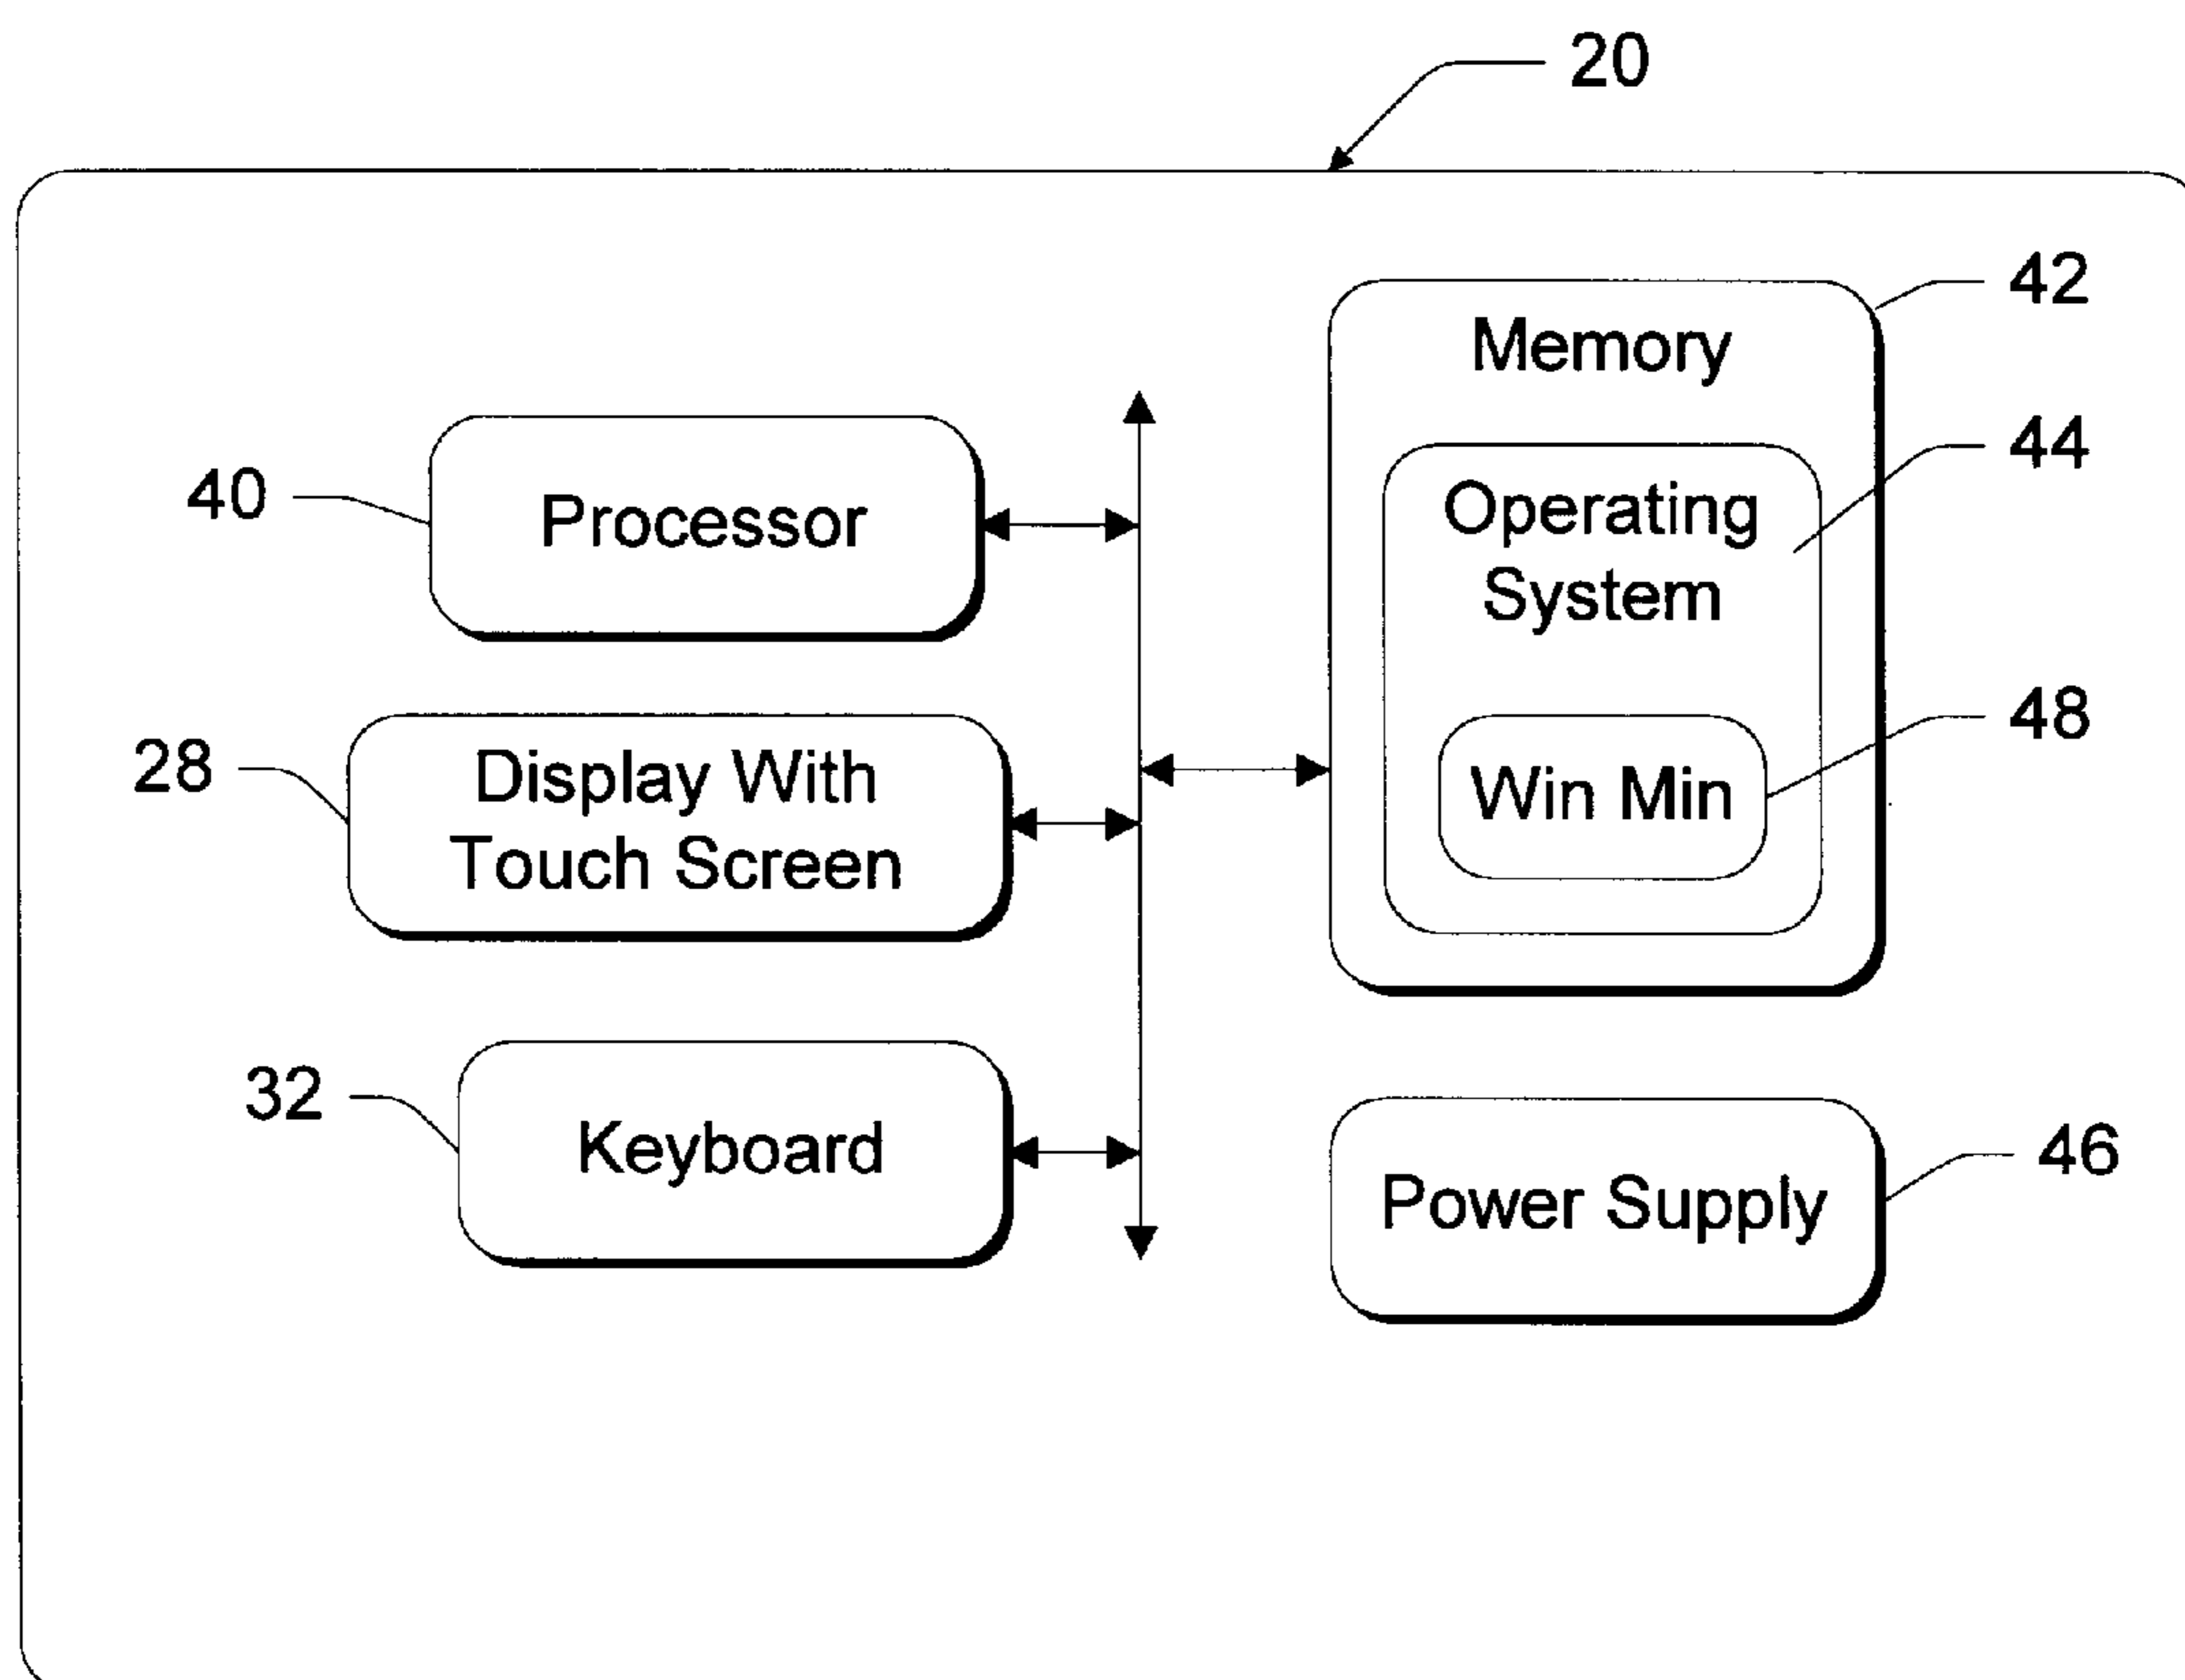 20
42
Memory
44
40
Processor
Operating
System
48
28
Display With
Touch Screen
Win Min
32
Keyboard
46
Power Supply